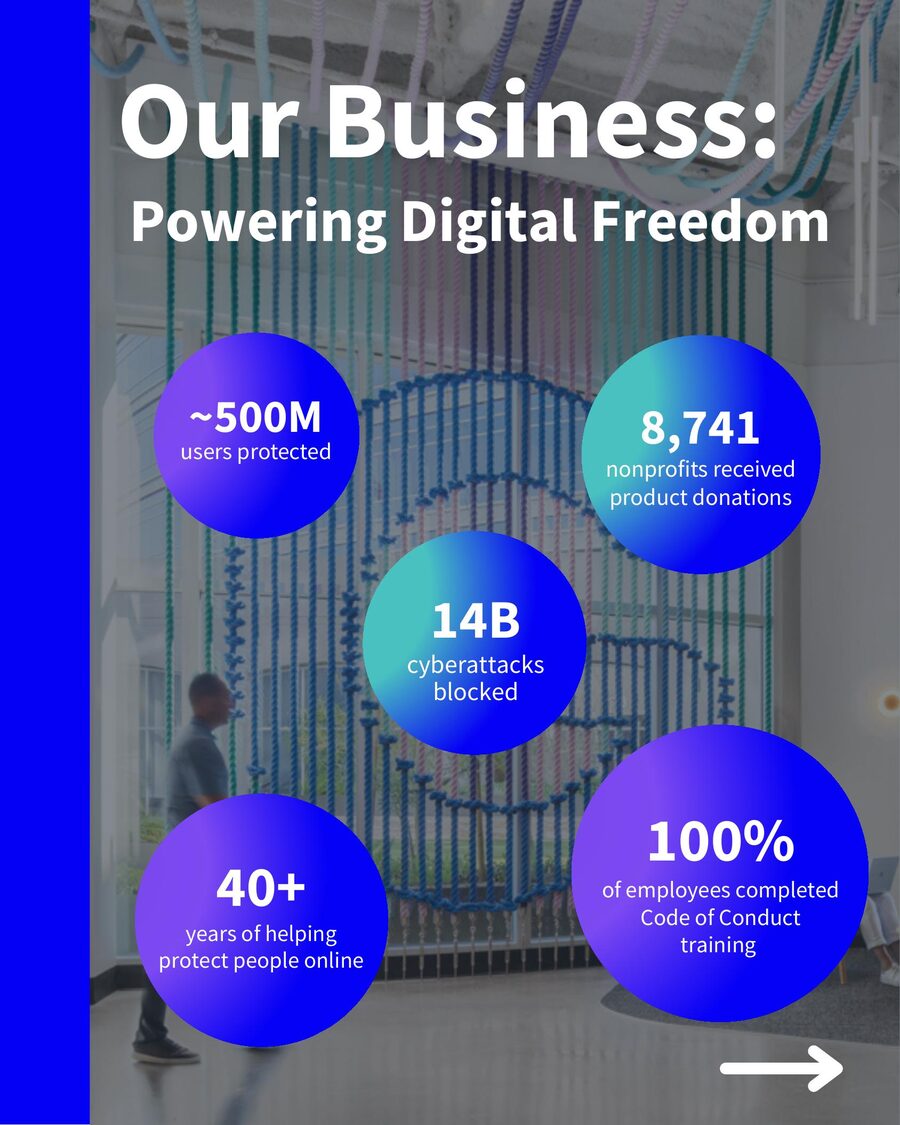 Our Business:
Powering Digital Freedom
~500M
users protected
8,741
nonprofits received
product donations
14B
cyberattacks
blocked
40+
years of helping
protect people online
100%
of employees completed
Code of Conduct
training